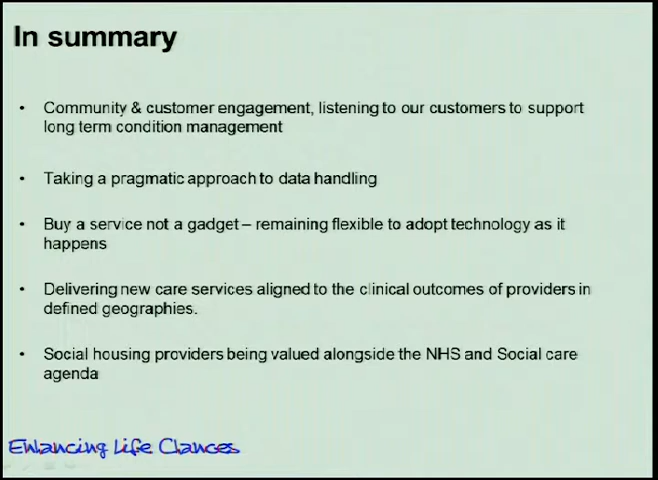 In summary
• Community & customer engagement, listening to our customers to support
long term condition management
• Taking a pragmatic approach to data handling
• Buy a service not a gadget – remaining flexible to adopt technology as it
happens
• Delivering new care services aligned to the clinical outcomes of providers in
defined geographies.
• Social housing providers being valued alongside the NHS and Social care
agenda
Enhancing Life Chances